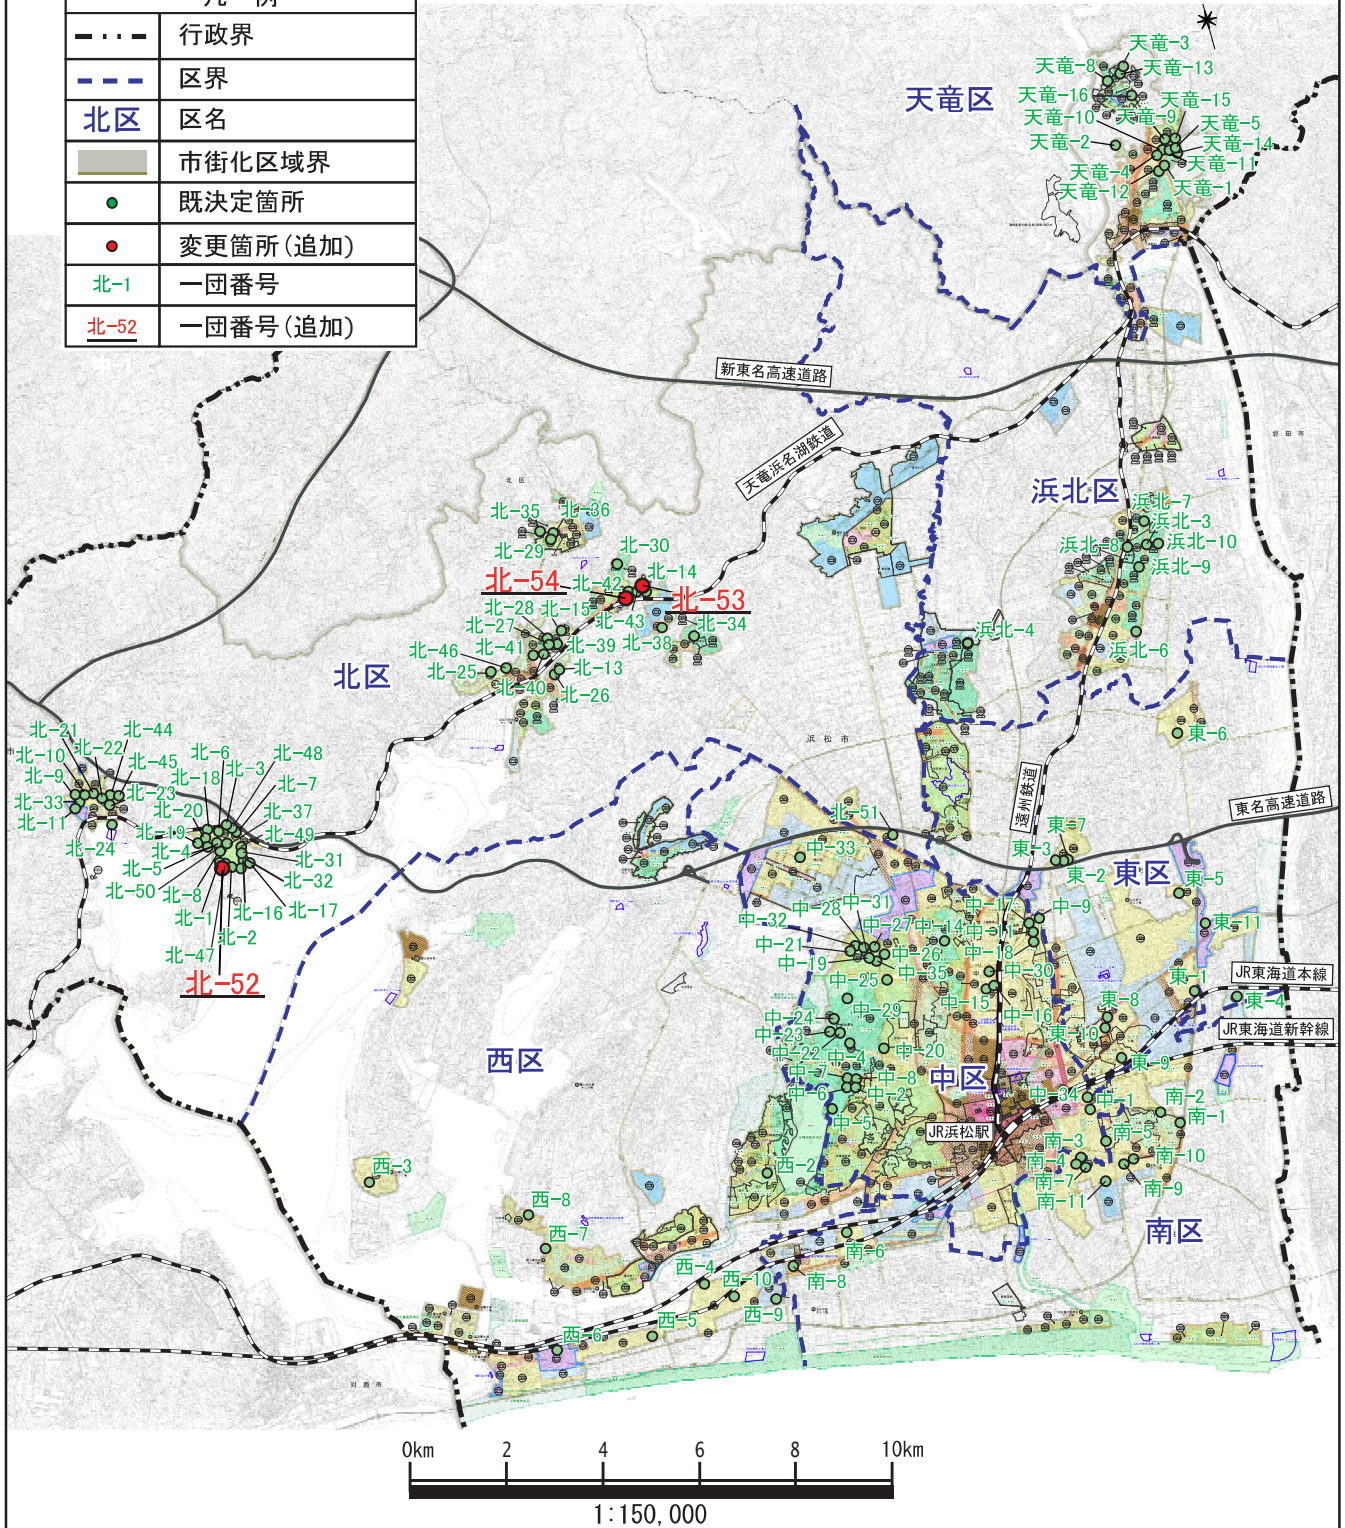 凡 例
行政界
区界
北区 区名
市街化区域界
既決定箇所
変更箇所(追加)
北-1 一団番号
北-52 一団番号(追加)
天竜区
天竜-3
天竜-8
天竜-13
天竜-16
天竜-15
天竜-10
天竜-9
天竜-5
天竜-2
天竜-14
天竜-11
天竜-4
天竜-12
天竜-1
新東名高速道路
天竜浜名湖鉄道
浜北区
浜北-7
浜北-3
浜北-8
浜北-10
浜北-9
浜北-4
浜北-6
北区
北-35
北-36
北-29
北-30
北-54
北-42
北-14
北-53
北-28
北-15
北-43
北-27
北-34
北-41
北-39
北-38
北-46
北-25
北-13
北-40
北-26
北区
浜松市
北-21
北-44
北-10
北-22
北-6
北-48
北-9
北-45
北-18
北-3
北-7
北-33
北-23
北-20
北-37
北-11
北-19
北-49
北-24
北-4
北-31
北-5
北-32
北-50
北-8
北-16
北-17
北-1
北-2
北-47
北-52
遠州鉄道
東-6
東名高速道路
北-51
中-33
東-7
東-3
東-2
東区
東-5
東-11
中-31
中-28
中-32
中-27
中-14
中-17
中-9
中-11
中-21
中-26
中-18
中-19
中-35
中-30
中-25
中-15
東-1
JR東海道本線
東-4
中-29
中-16
東-8
JR東海道新幹線
中-24
中-23
東-10
中-22
中-4
中-20
東-9
中-7
中-8
中区
西区
中-6
中-2
中-34
中-1
南-2
中-5
南-1
JR浜松駅
南-3
南-5
南-4
南-10
西-3
西-2
南-7
南-9
南-11
西-8
南区
西-7
南-6
西-4
西-10
南-8
西-9
西-5
西-6
湖西市
0km 2 4 6 8 10km
1:150,000